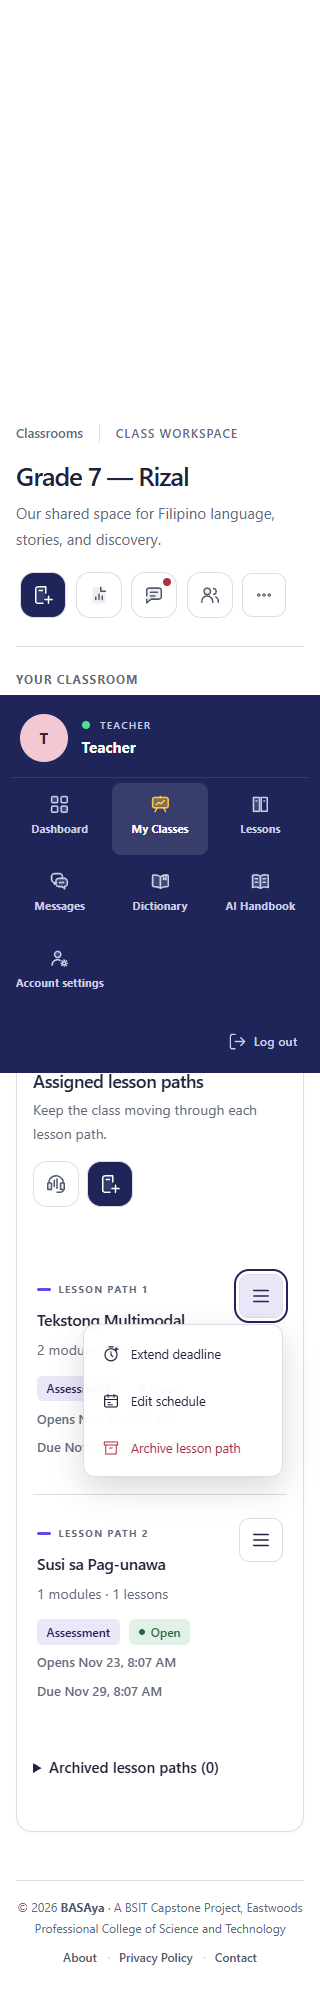 Classrooms
CLASS WORKSPACE
Grade 7 — Rizal
Our shared space for Filipino language,
stories, and discovery.
YOUR CLASSROOM
T
TEACHER
Teacher
Dashboard
My Classes
Lessons
Messages
Dictionary
AI Handbook
Account settings
Log out
Assigned lesson paths
Keep the class moving through each
lesson path.
LESSON PATH 1
Tekstong Multimodal
2
Opens
Due
Extend deadline
Edit schedule
Archive lesson path
LESSON PATH 2
Susi sa Pag-unawa
1 modules · 1 lessons
Assessment
Open
Opens Nov 23, 8:07 AM
Due Nov 29, 8:07 AM
Archived lesson paths (0)
© 2026 BASAya · A BSIT Capstone Project, Eastwoods
Professional College of Science and Technology
About · Privacy Policy · Contact